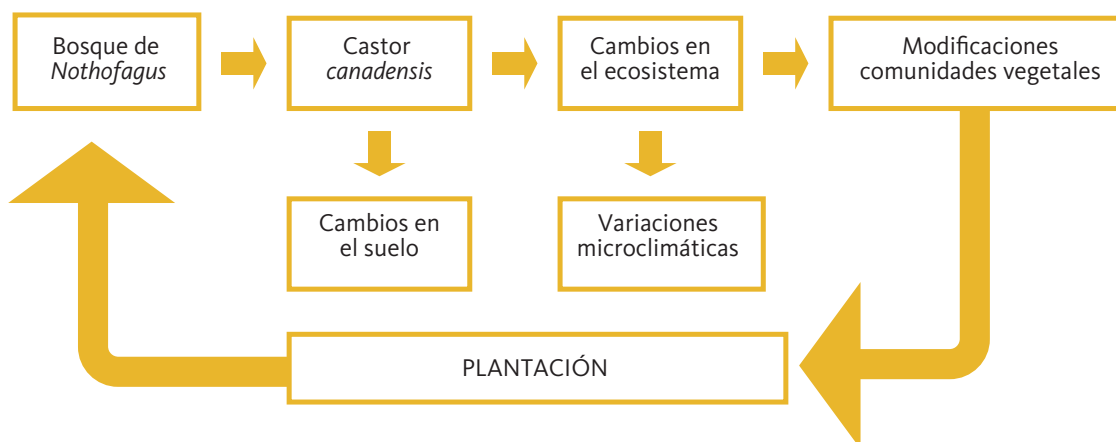 Bosque de
Nothofagus
Castor
canadensis
Cambios en
el ecosistema
Modificaciones
comunidades vegetales
Cambios en
el suelo
Variaciones
microclimáticas
PLANTACIÓN